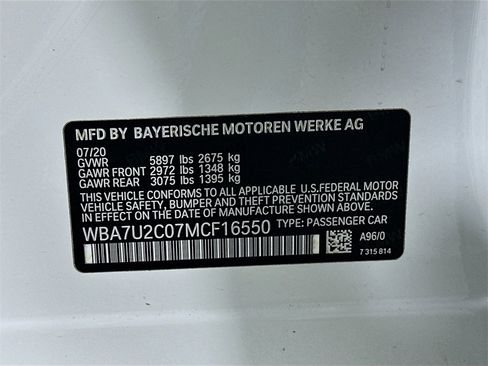 MFD BY BAYERISCHE MOTOREN WERKE AG
07/20
GVWR 5897 lbs 2675 kg
GAWR FRONT 2972 lbs 1348 kg
GAWR REAR 3075 lbs 1395 kg
THIS VEHICLE CONFORMS TO ALL APPLICABLE U.S.FEDERAL MOTOR
VEHICLE SAFETY, BUMPER, AND THEFT PREVENTION STANDARDS
IN EFFECT ON THE DATE OF MANUFACTURE SHOWN ABOVE.
WBA7U2C07MCF16550 TYPE: PASSENGER CAR
A96/0
7 315 814